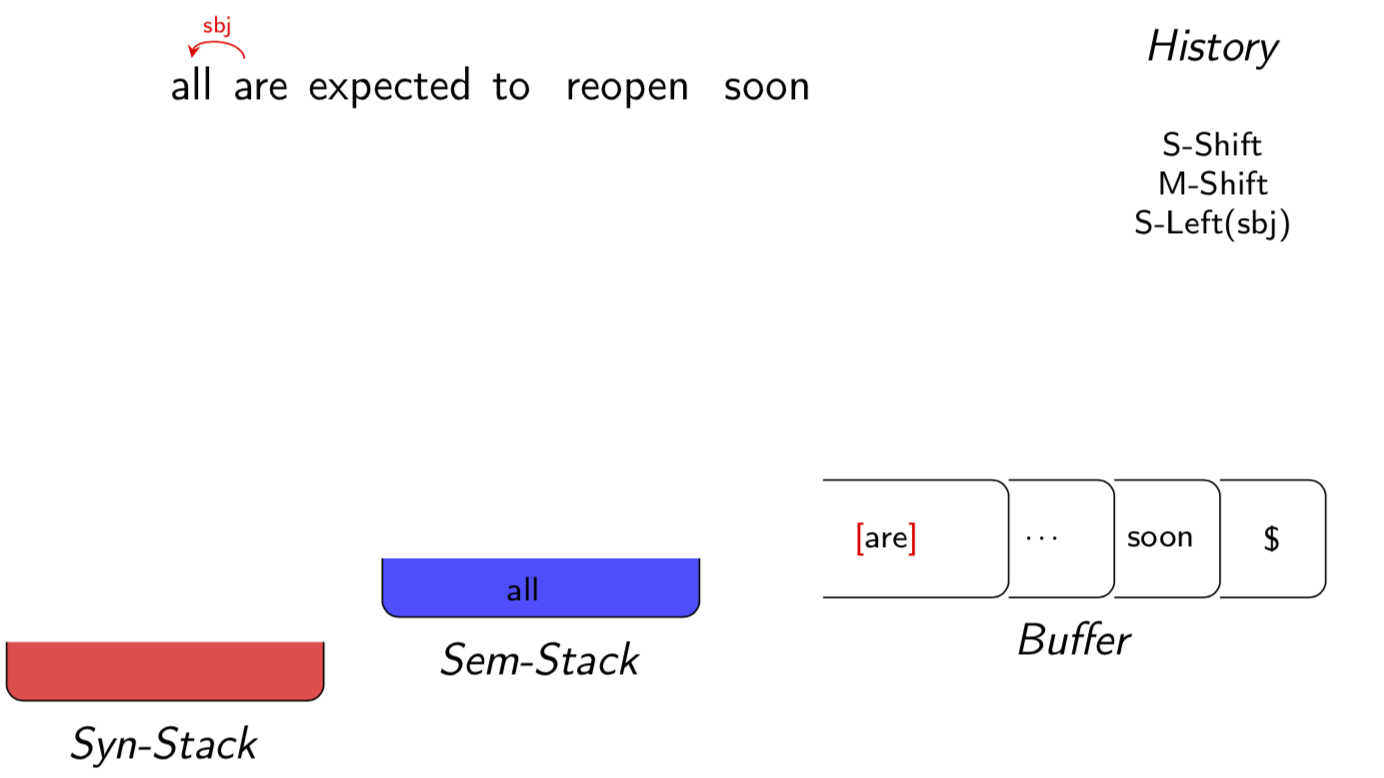 sbj
all are expected to reopen soon
History
S-Shift
M-Shift
S-Left(sbj)
[are] ... soon $
all
Buffer
Sem-Stack
Syn-Stack